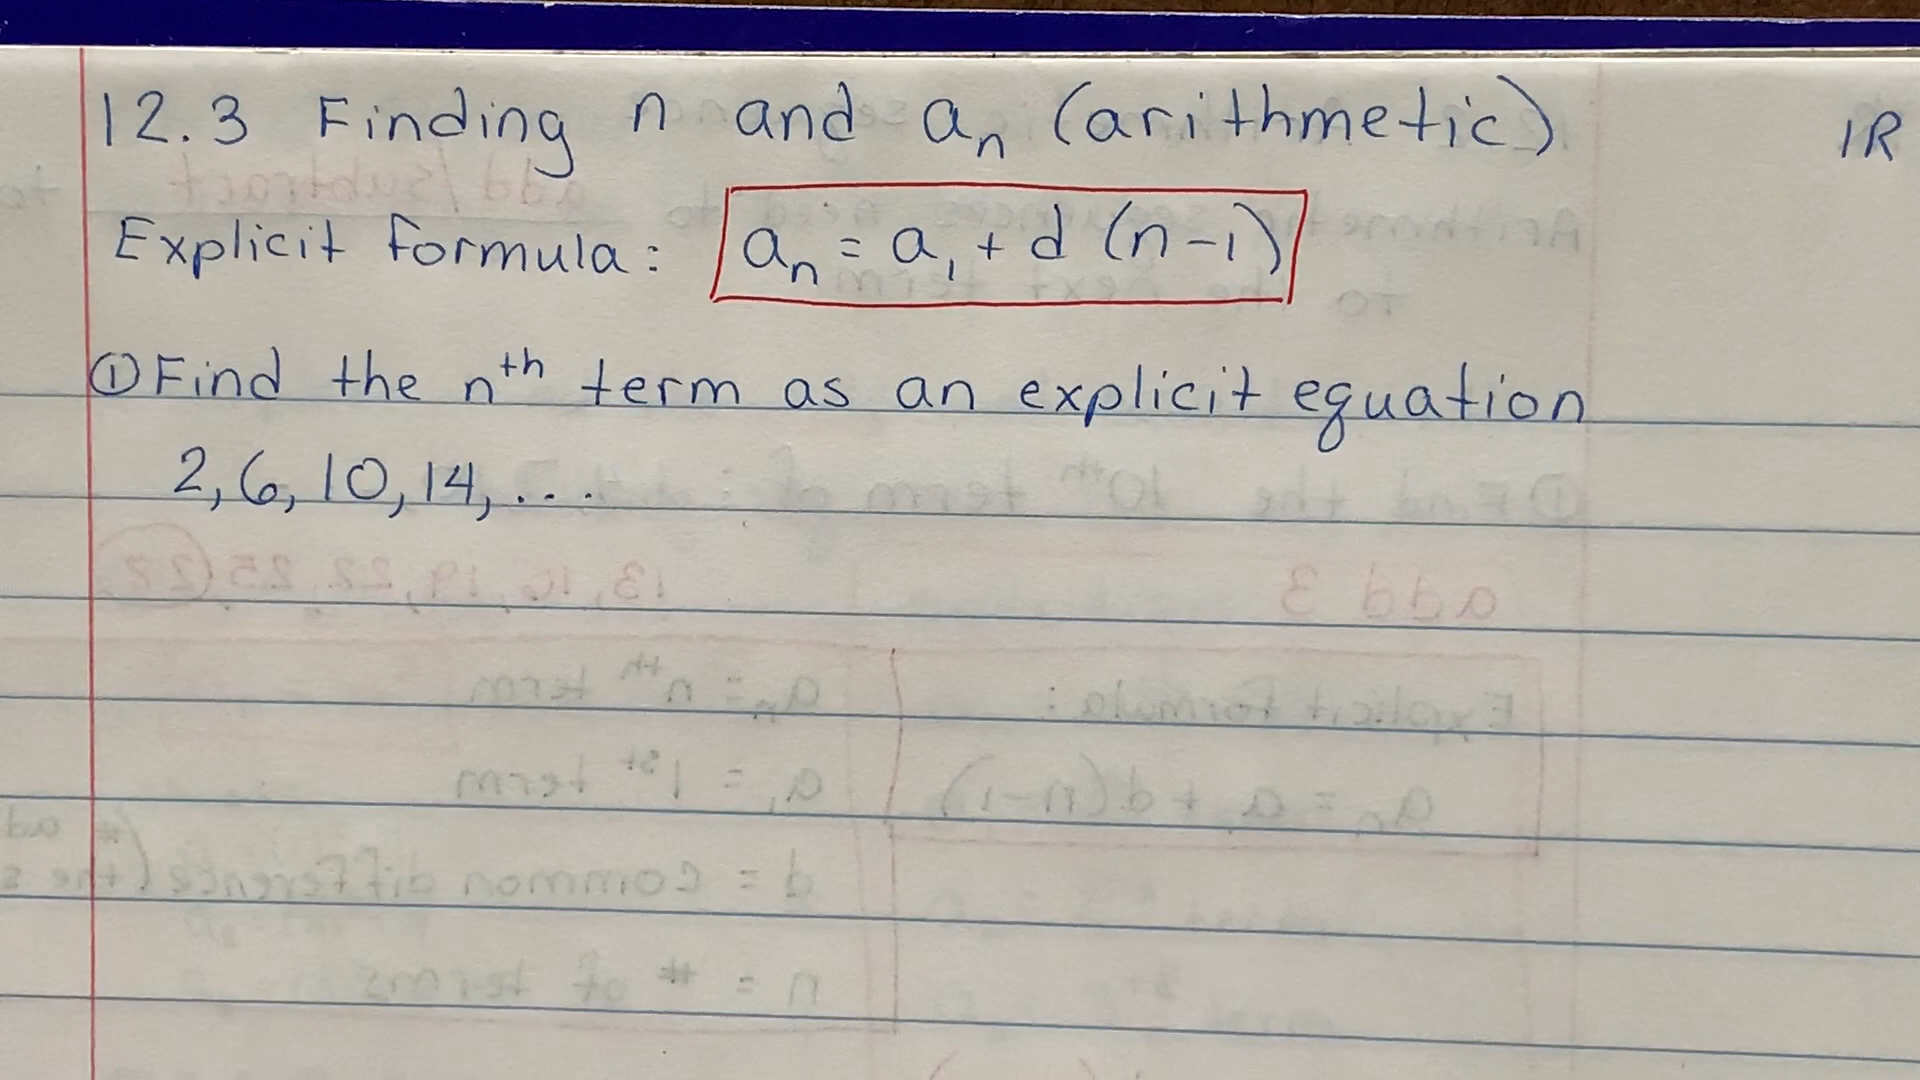 12.3 Finding n and aₙ (arithmetic) 1R
Explicit Formula: aₙ = a₁ + d (n-1)
① Find the nᵗʰ term as an explicit equation
2, 6, 10, 14, ...